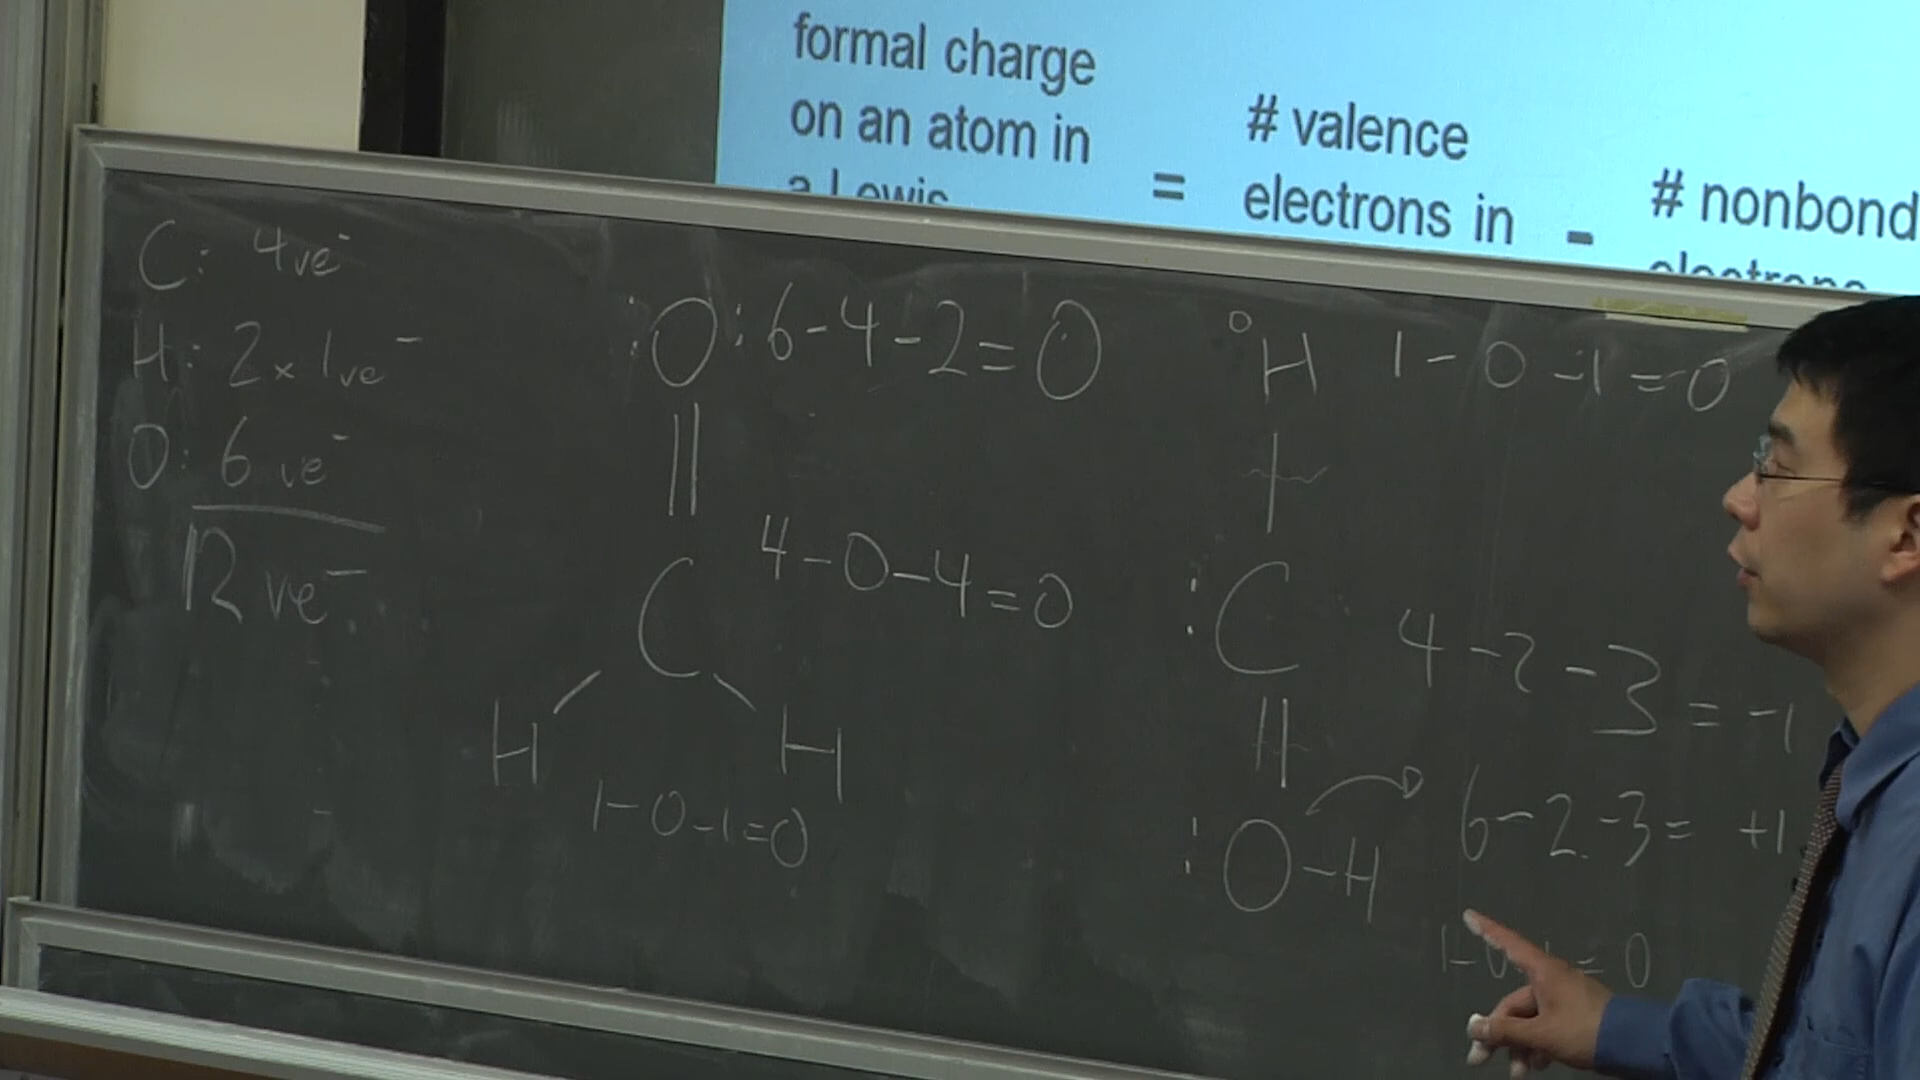 formal charge
on an atom in
a Lewis
=
# valence
electrons in
-
# nonbond
electrons
C: 4ve⁻
H: 2 x 1ve⁻
O: 6 ve⁻
12 ve⁻
:O: 6-4-2=0
C 4-0-4=0
H H
1-0-1=0
H 1-0-1=0
:C 4-2-3=-1
:O-H 6-2-3= +1
= 0